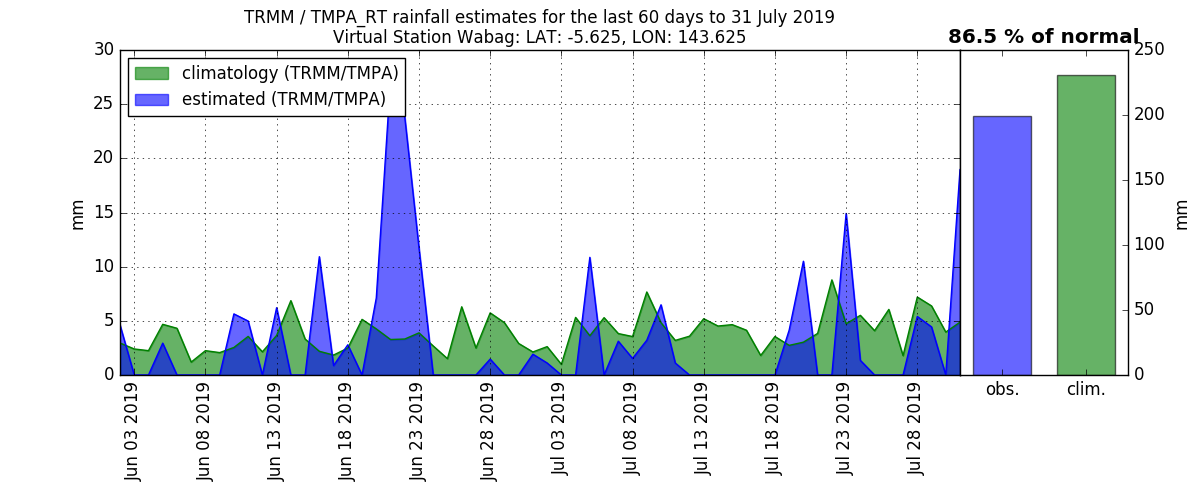 TRMM / TMPA_RT rainfall estimates for the last 60 days to 31 July 2019
Virtual Station Wabag: LAT: -5.625, LON: 143.625
86.5 % of normal
climatology (TRMM/TMPA)
estimated (TRMM/TMPA)
30
25
20
15
10
5
0
mm
250
200
150
100
50
0
mm
obs.
clim.
Jun 03 2019
Jun 08 2019
Jun 13 2019
Jun 18 2019
Jun 23 2019
Jun 28 2019
Jul 03 2019
Jul 08 2019
Jul 13 2019
Jul 18 2019
Jul 23 2019
Jul 28 2019